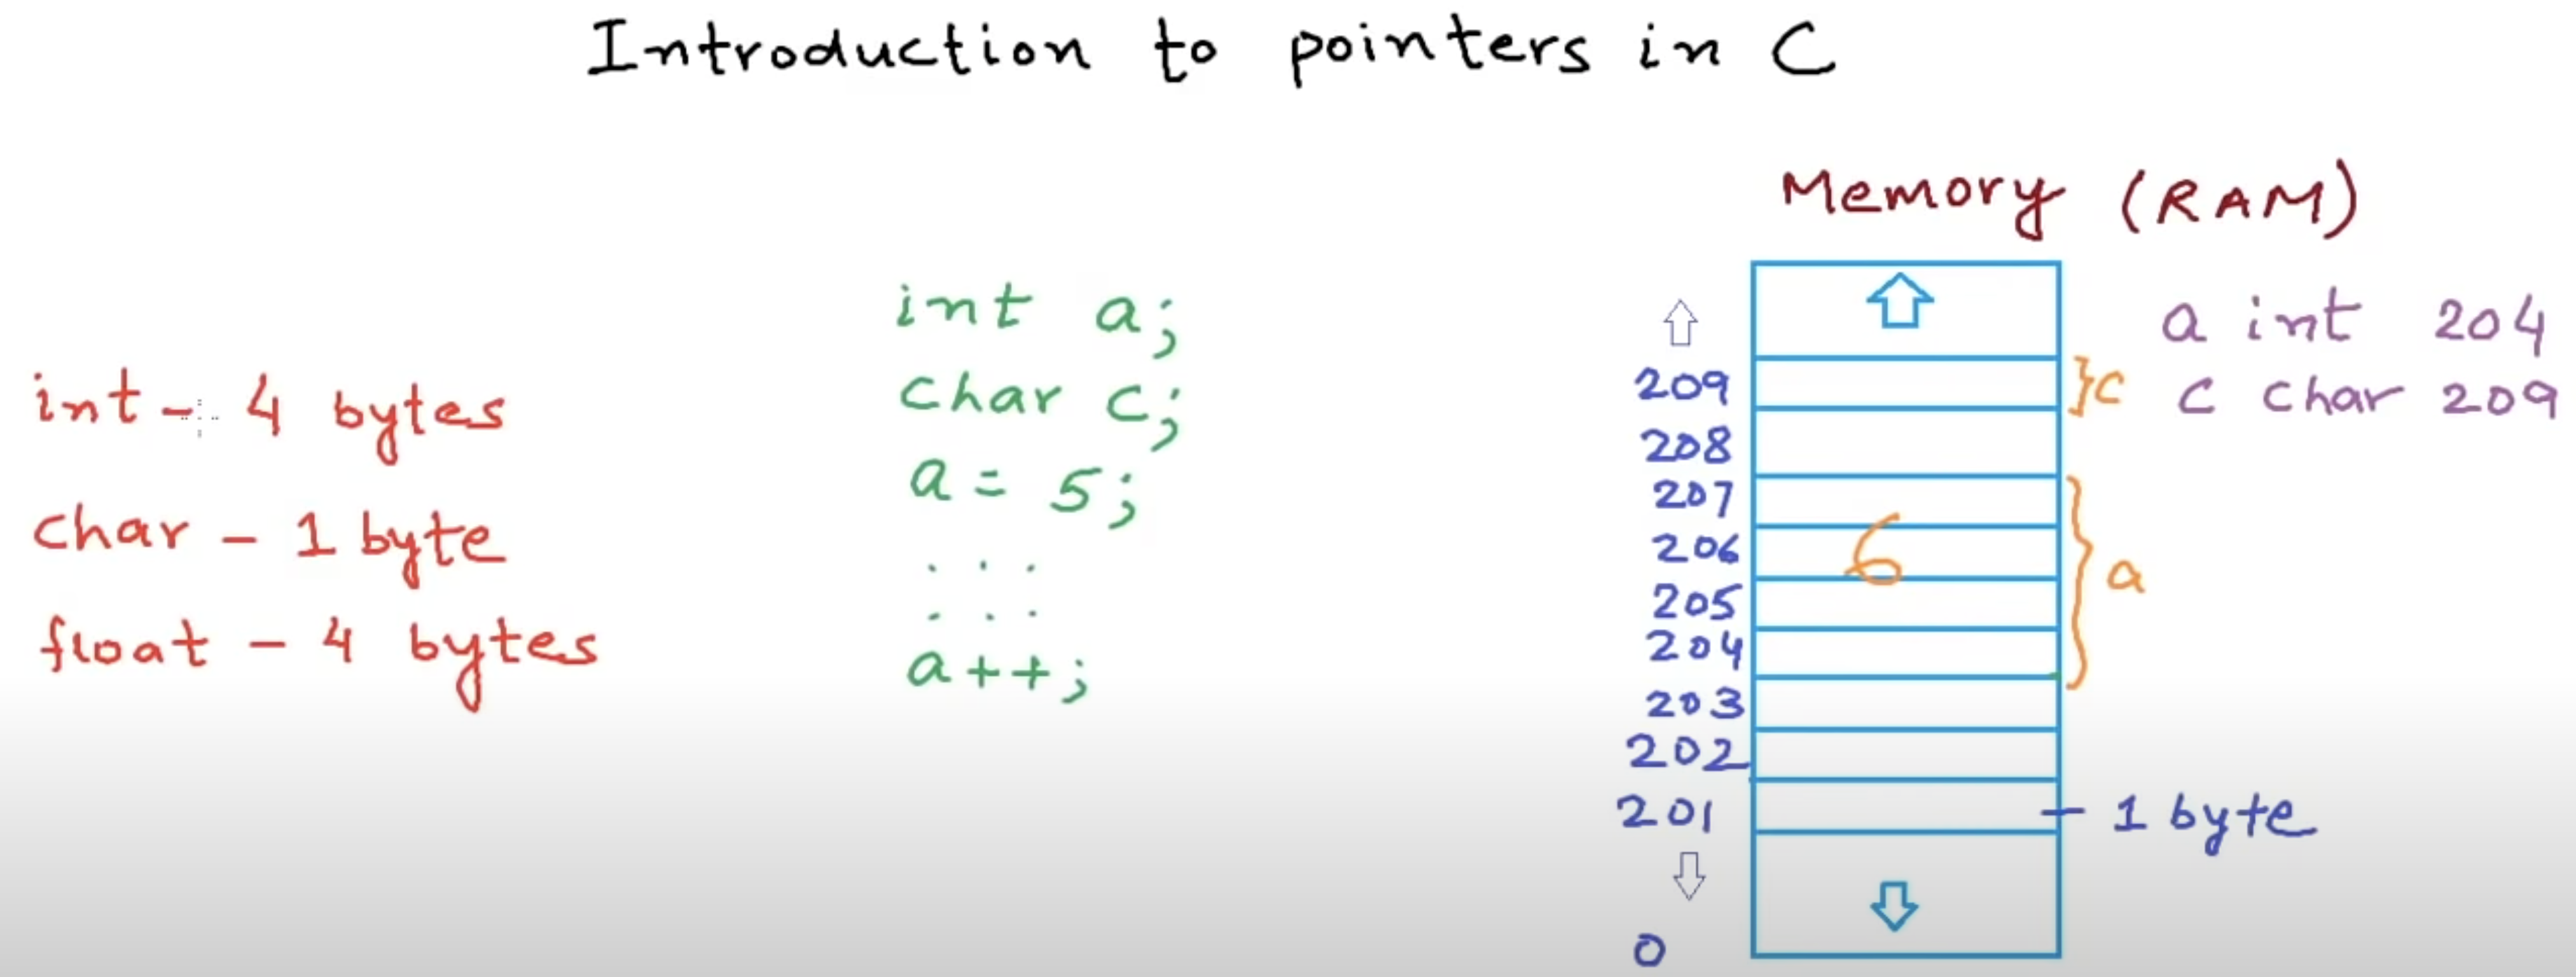 Introduction to pointers in C
int - 4 bytes
char - 1 byte
float - 4 bytes
int a;
char c;
a = 5;
. . .
. . .
a++;
Memory (RAM)
209
208
207
206
205
204
203
202
201
0
6
}c
} a
- 1 byte
a int 204
c char 209